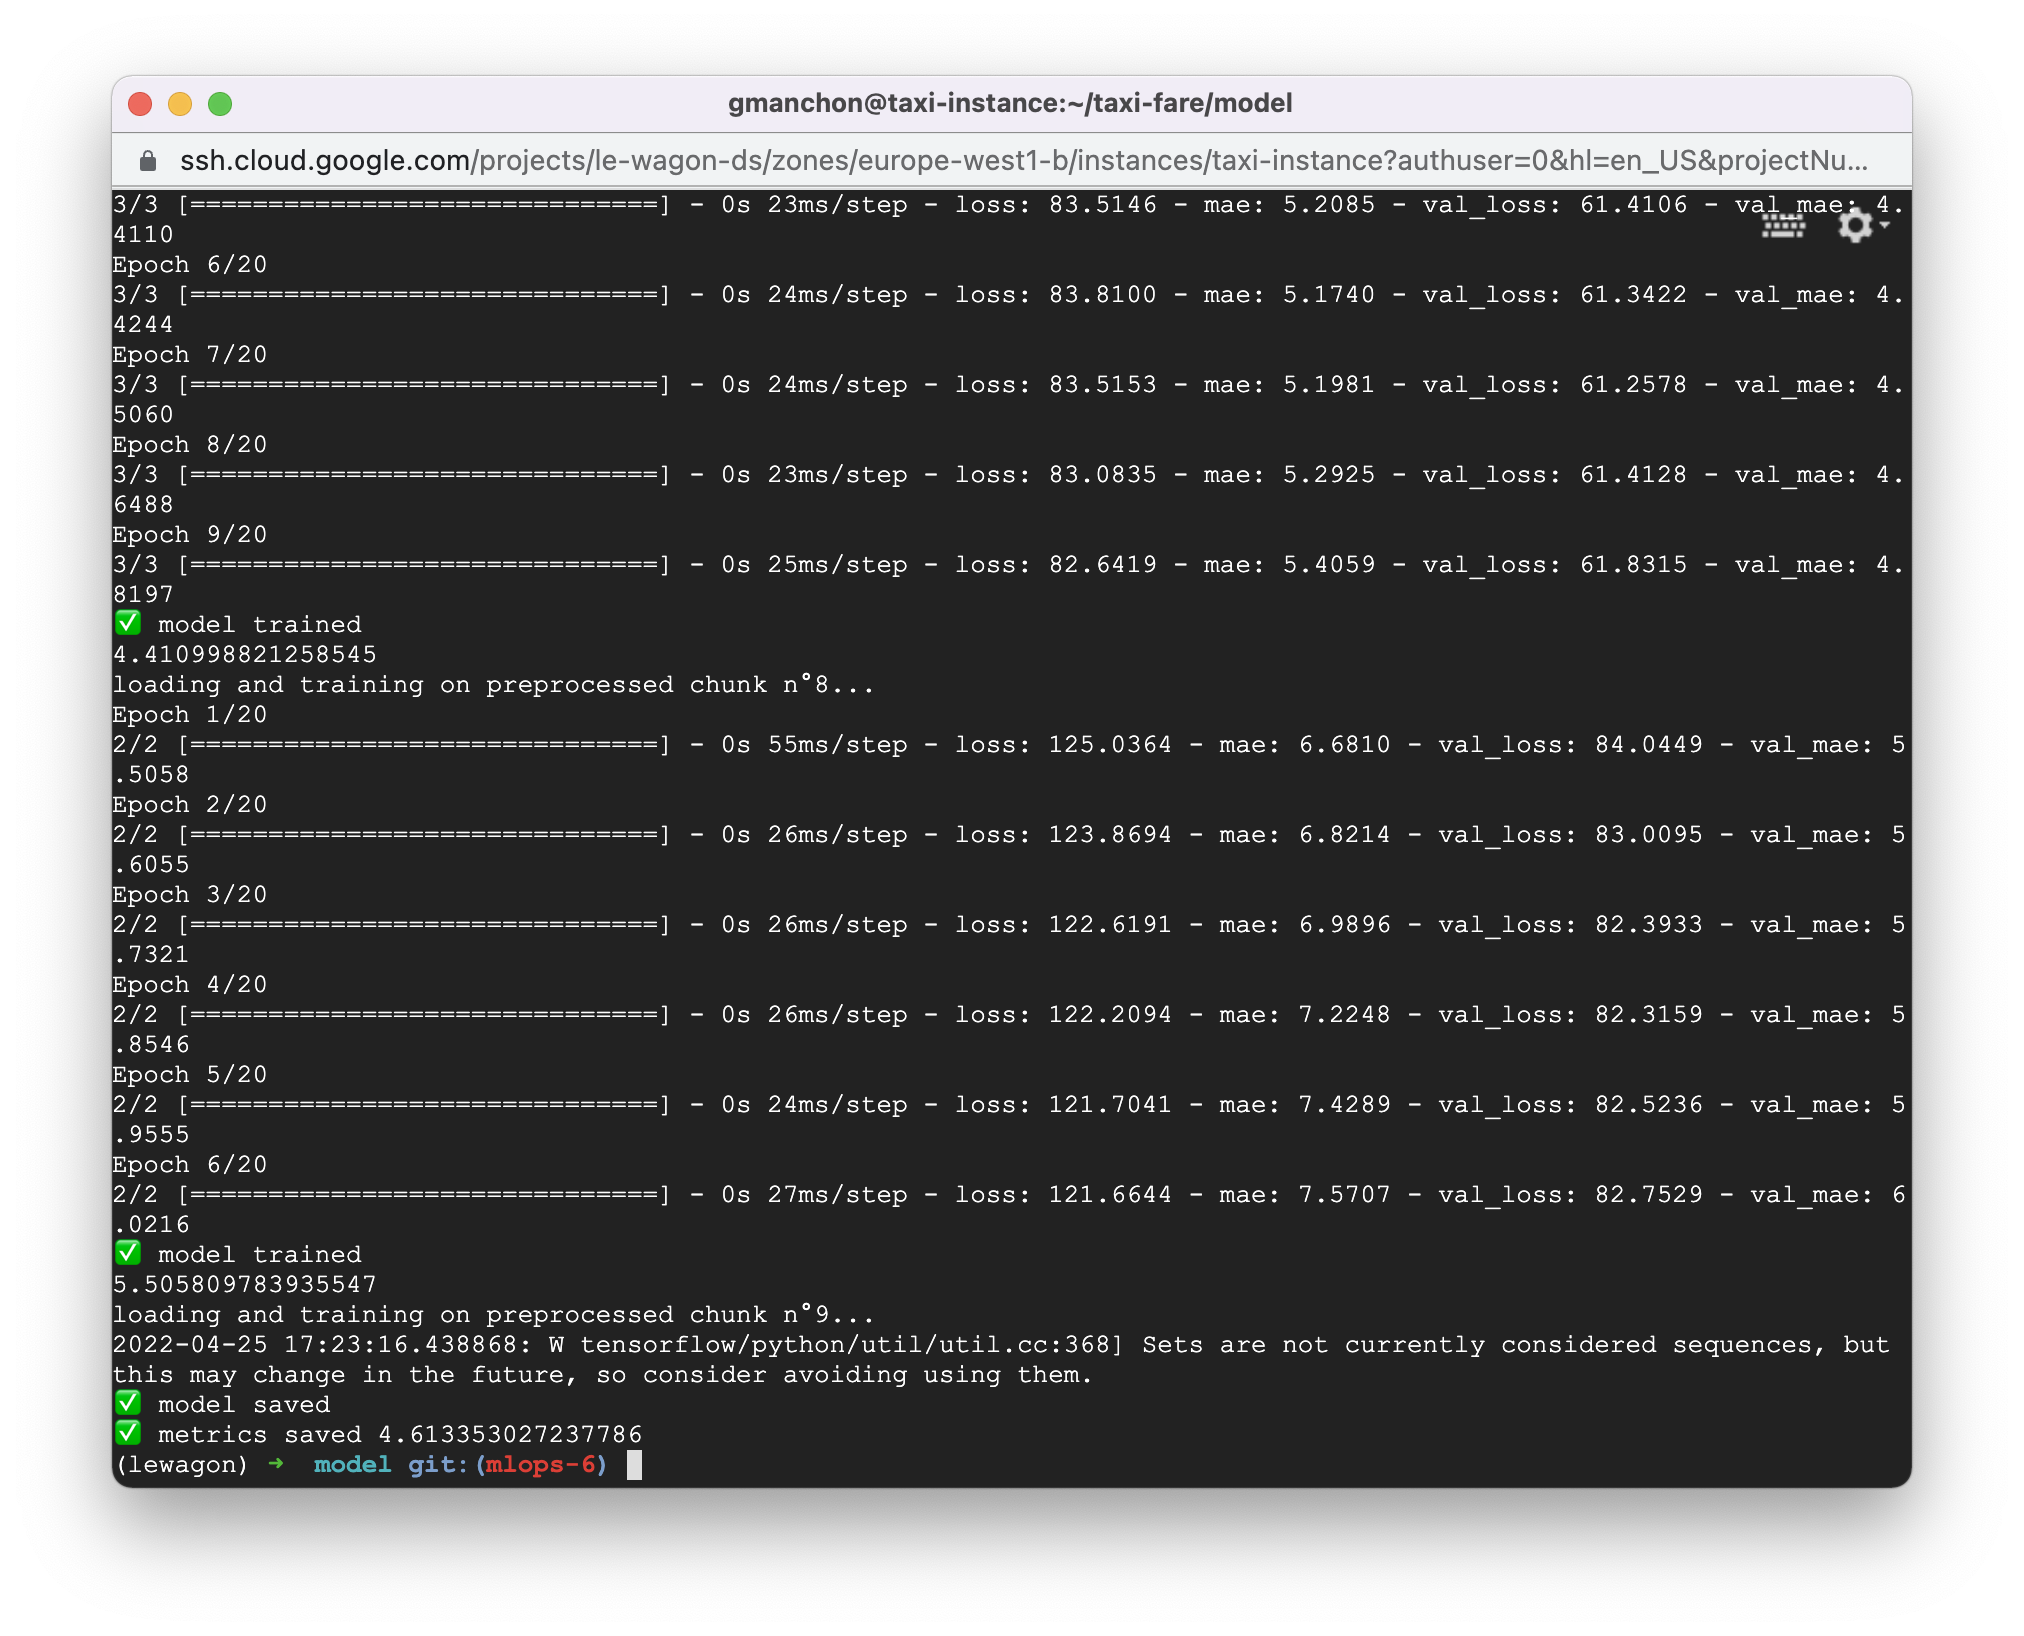 gmanchon@taxi-instance:~/taxi-fare/model
ssh.cloud.google.com/projects/le-wagon-ds/zones/europe-west1-b/instances/taxi-instance?authuser=0&hl=en_US&projectNu...
3/3 [==============================] - 0s 23ms/step - loss: 83.5146 - mae: 5.2085 - val_loss: 61.4106 - val_mae: 4.
4110
Epoch 6/20
3/3 [==============================] - 0s 24ms/step - loss: 83.8100 - mae: 5.1740 - val_loss: 61.3422 - val_mae: 4.
4244
Epoch 7/20
3/3 [==============================] - 0s 24ms/step - loss: 83.5153 - mae: 5.1981 - val_loss: 61.2578 - val_mae: 4.
5060
Epoch 8/20
3/3 [==============================] - 0s 23ms/step - loss: 83.0835 - mae: 5.2925 - val_loss: 61.4128 - val_mae: 4.
6488
Epoch 9/20
3/3 [==============================] - 0s 25ms/step - loss: 82.6419 - mae: 5.4059 - val_loss: 61.8315 - val_mae: 4.
8197
✅ model trained
4.410998821258545
loading and training on preprocessed chunk n°8...
Epoch 1/20
2/2 [==============================] - 0s 55ms/step - loss: 125.0364 - mae: 6.6810 - val_loss: 84.0449 - val_mae: 5
.5058
Epoch 2/20
2/2 [==============================] - 0s 26ms/step - loss: 123.8694 - mae: 6.8214 - val_loss: 83.0095 - val_mae: 5
.6055
Epoch 3/20
2/2 [==============================] - 0s 26ms/step - loss: 122.6191 - mae: 6.9896 - val_loss: 82.3933 - val_mae: 5
.7321
Epoch 4/20
2/2 [==============================] - 0s 26ms/step - loss: 122.2094 - mae: 7.2248 - val_loss: 82.3159 - val_mae: 5
.8546
Epoch 5/20
2/2 [==============================] - 0s 24ms/step - loss: 121.7041 - mae: 7.4289 - val_loss: 82.5236 - val_mae: 5
.9555
Epoch 6/20
2/2 [==============================] - 0s 27ms/step - loss: 121.6644 - mae: 7.5707 - val_loss: 82.7529 - val_mae: 6
.0216
✅ model trained
5.505809783935547
loading and training on preprocessed chunk n°9...
2022-04-25 17:23:16.438868: W tensorflow/python/util/util.cc:368] Sets are not currently considered sequences, but
this may change in the future, so consider avoiding using them.
✅ model saved
✅ metrics saved 4.613353027237786
(lewagon) ➜  model git:(mlops-6)